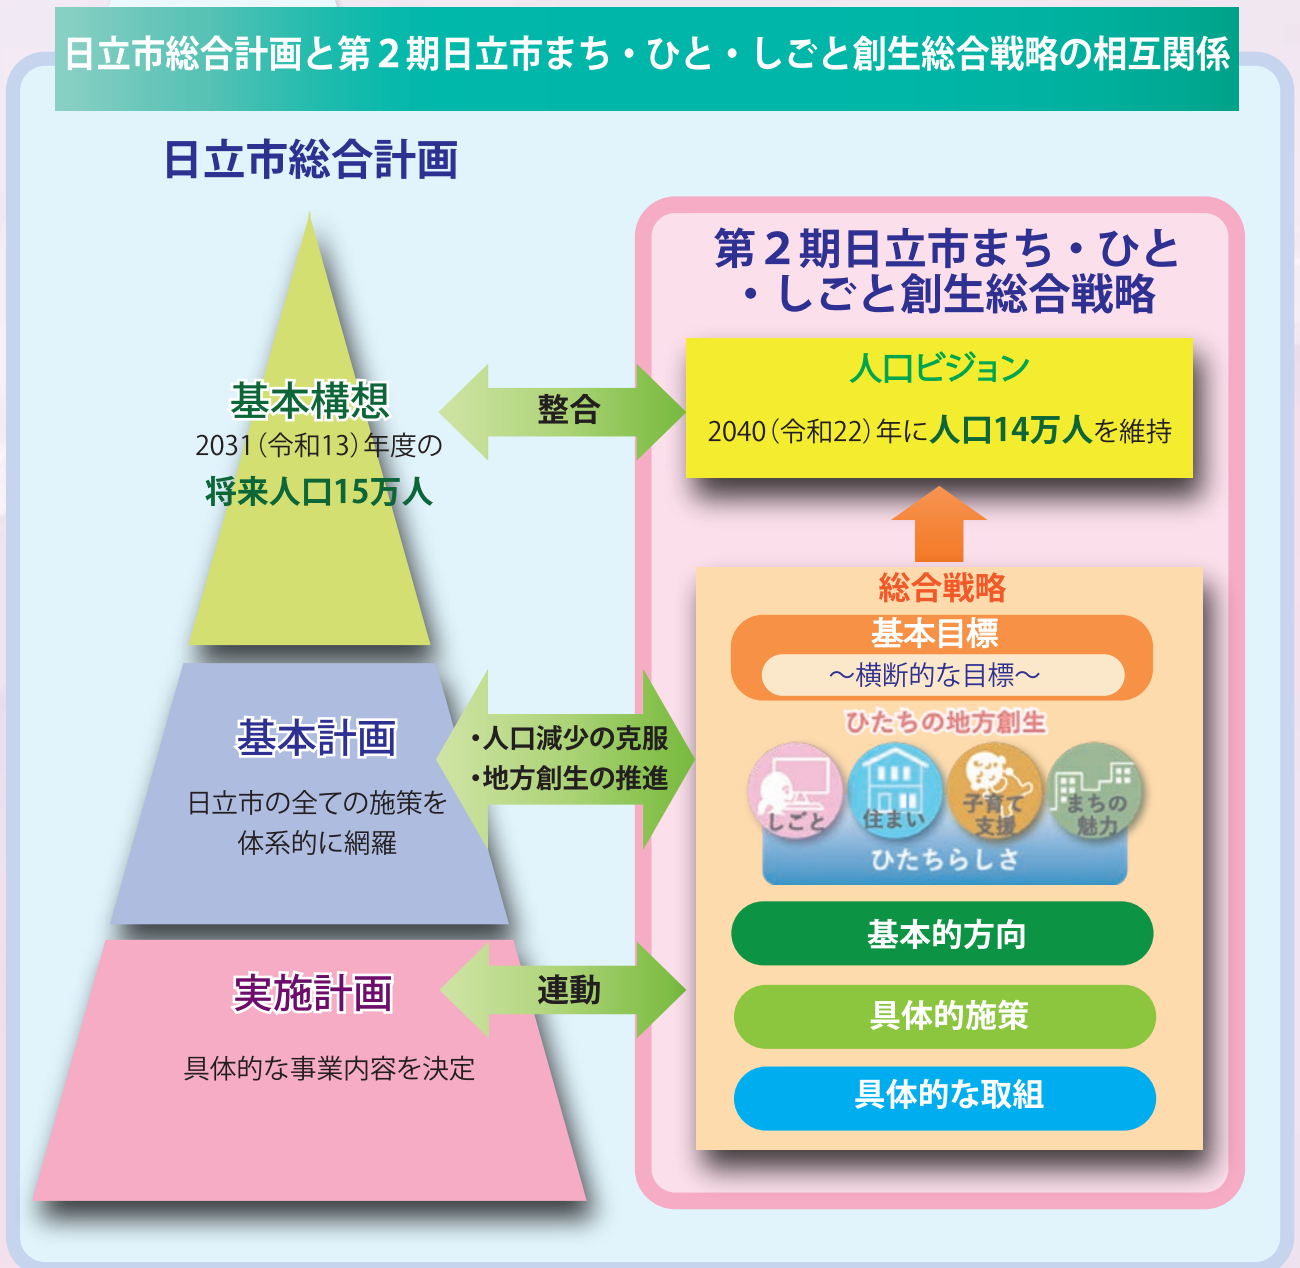 日立市総合計画と第２期日立市まち・ひと・しごと創生総合戦略の相互関係
日立市総合計画
基本構想
2031（令和13）年度の
将来人口15万人
基本計画
日立市の全ての施策を
体系的に網羅
実施計画
具体的な事業内容を決定
整合
・人口減少の克服
・地方創生の推進
連動
第２期日立市まち・ひと
・しごと創生総合戦略
人口ビジョン
2040（令和22）年に人口14万人を維持
総合戦略
基本目標
～横断的な目標～
ひたちの地方創生
しごと
住まい
子育て
支援
まちの
魅力
ひたちらしさ
基本的方向
具体的施策
具体的な取組